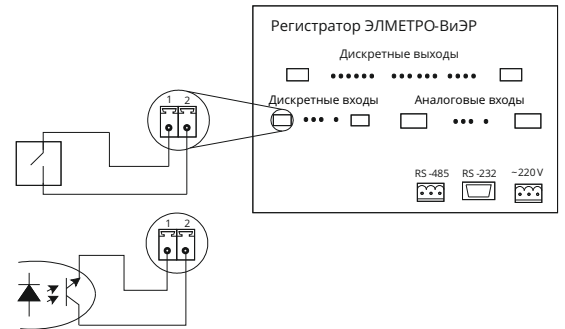 Регистратор ЭЛМЕТРО-ВиЭР
Дискретные выходы
Дискретные входы
Аналоговые входы
1 2
RS -485
RS -232
~220 V
1 2